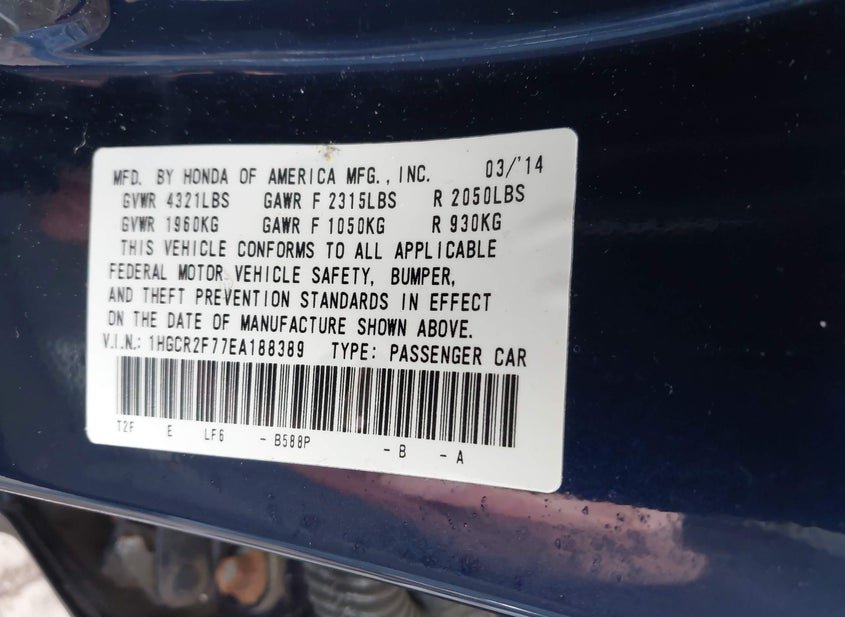 MFD. BY HONDA OF AMERICA MFG., INC. 03/'14
GVWR 4321LBS GAWR F 2315LBS R 2050LBS
GVWR 1960KG GAWR F 1050KG R 930KG
THIS VEHICLE CONFORMS TO ALL APPLICABLE
FEDERAL MOTOR VEHICLE SAFETY, BUMPER,
AND THEFT PREVENTION STANDARDS IN EFFECT
ON THE DATE OF MANUFACTURE SHOWN ABOVE.
V.I.N.: 1HGCR2F77EA188389 TYPE: PASSENGER CAR
T2F E LF6 - B588P - B - A